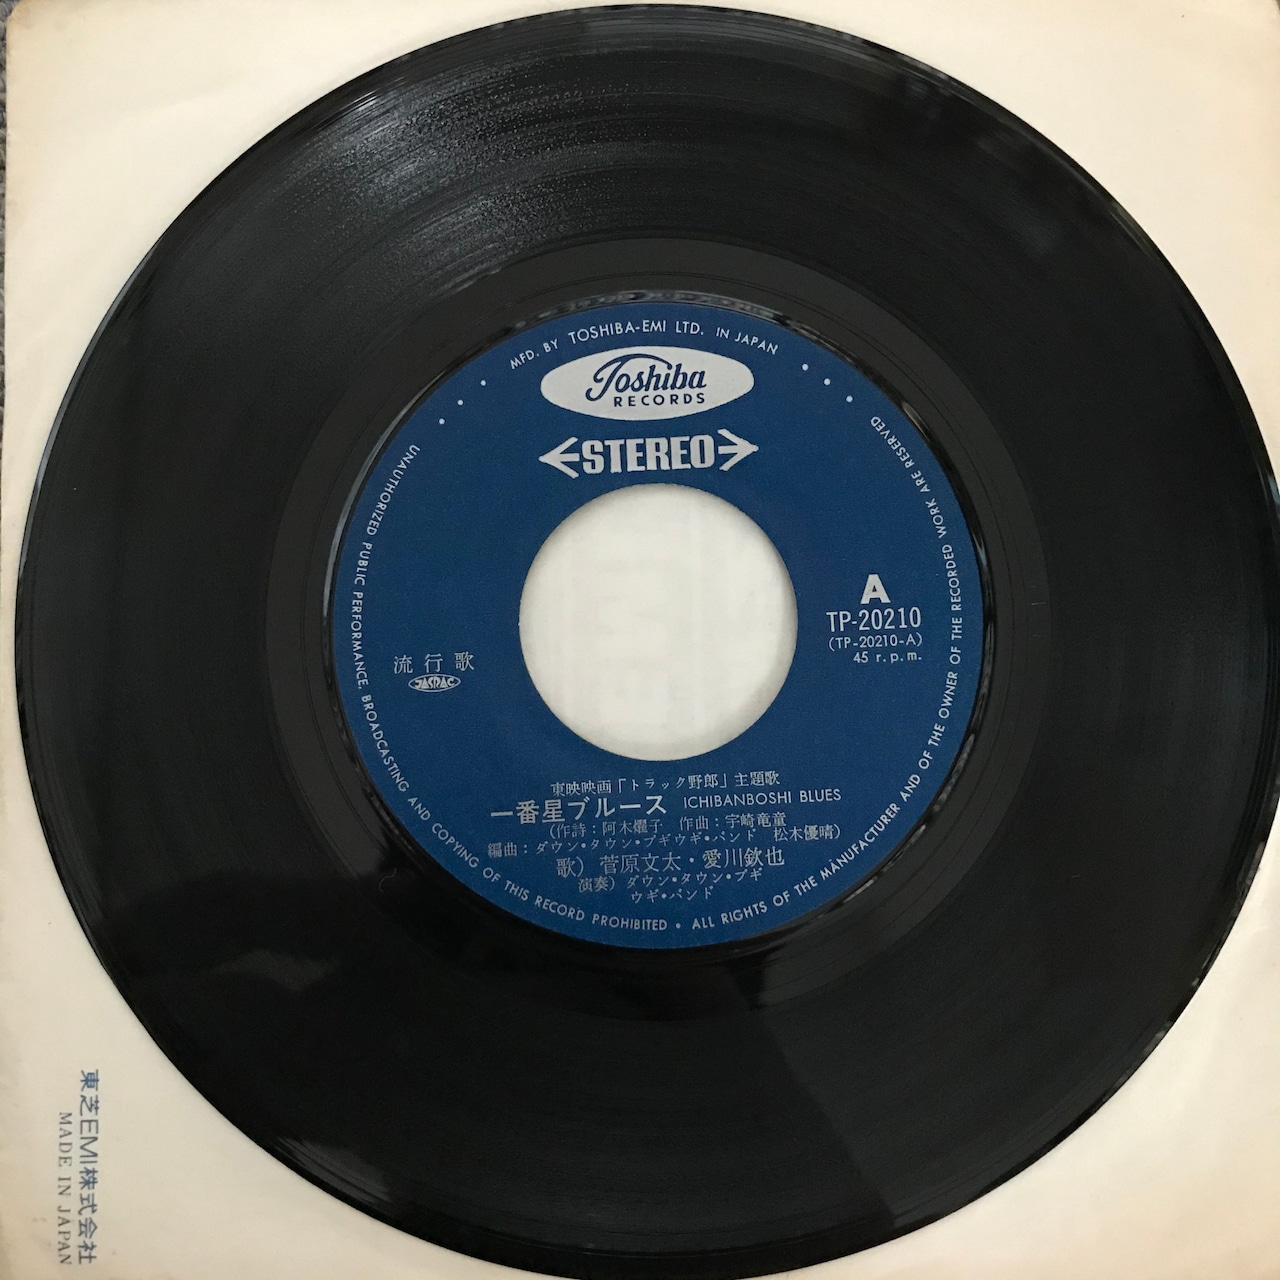 MFD. BY TOSHIBA-EMI LTD. IN JAPAN
Toshiba
RECORDS
STEREO
A
TP-20210
(TP-20210-A)
45 r.p.m.
流行歌
JASRAC
東映映画「トラック野郎」主題歌
一番星ブルース ICHIBANBOSHI BLUES
(作詩:阿木燿子 作曲:宇崎竜童
編曲:ダウン・タウン・ブギウギ・バンド 松木優晴)
歌) 菅原文太・愛川欽也
演奏) ダウン・タウン・ブギ
ウギ・バンド
UNAUTHORIZED PUBLIC PERFORMANCE, BROADCASTING AND COPYING OF THIS RECORD PROHIBITED • ALL RIGHTS OF THE MANUFACTURER AND OF THE OWNER OF THE RECORDED WORK ARE RESERVED
東芝EMI株式会社
MADE IN JAPAN